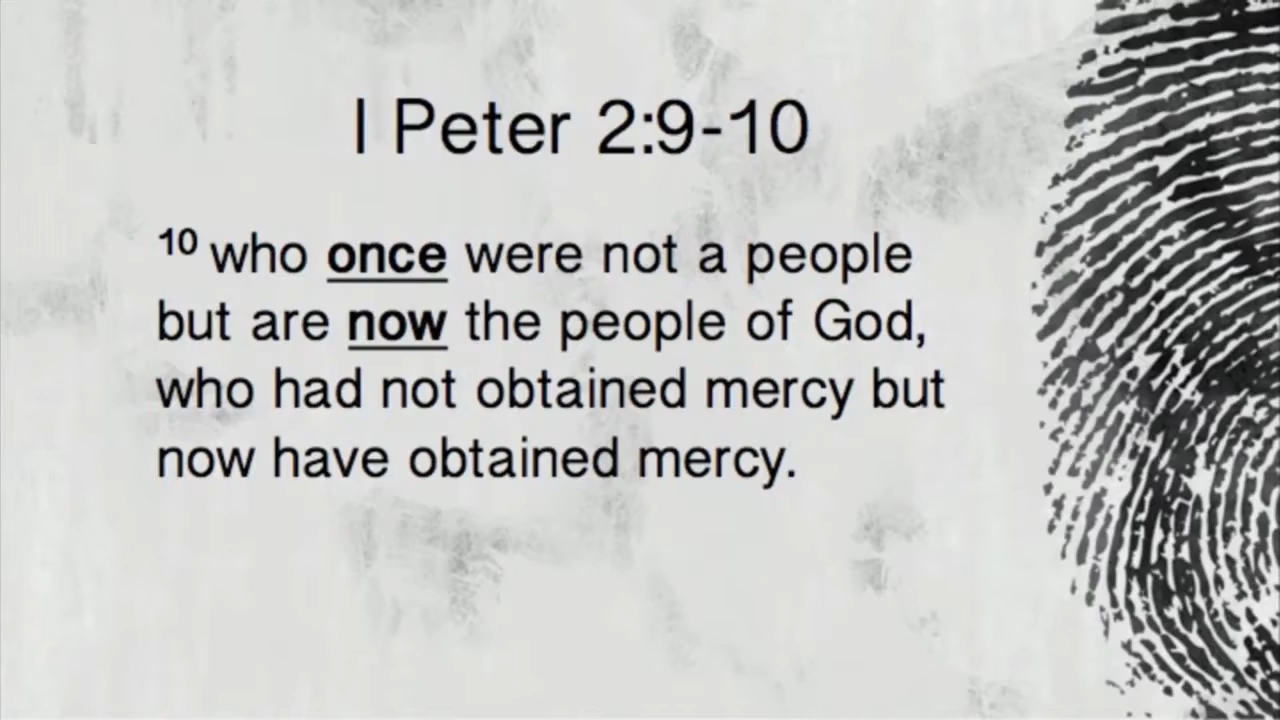 I Peter 2:9-10
10 who once were not a people
but are now the people of God,
who had not obtained mercy but
now have obtained mercy.